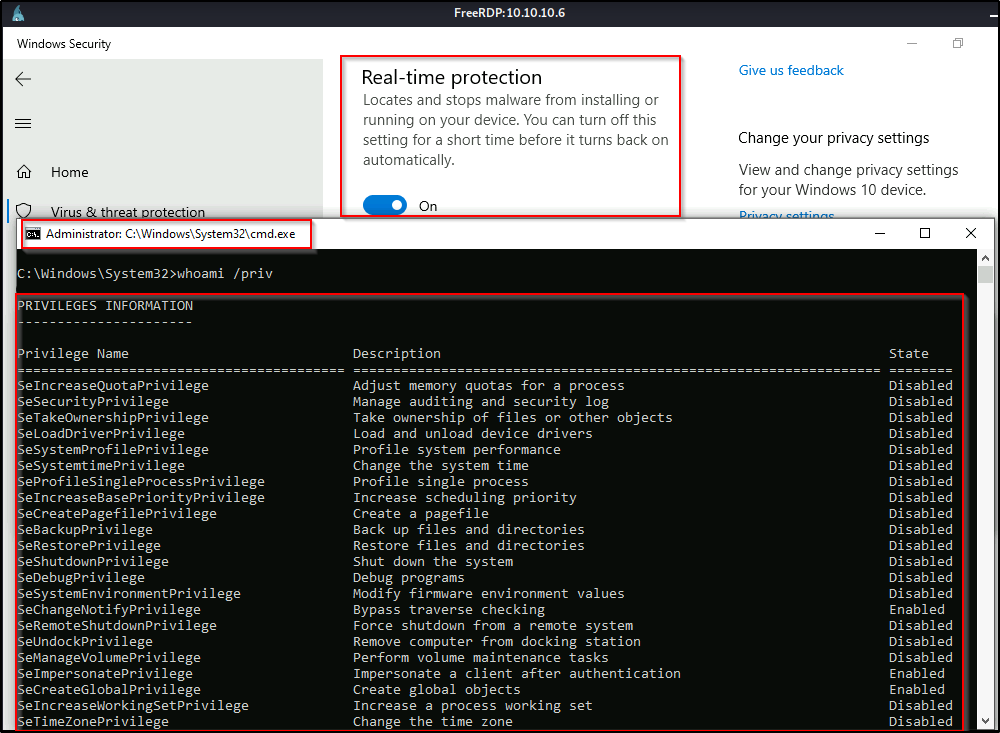 FreeRDP:10.10.10.6
Windows Security
Real-time protection
Locates and stops malware from installing or
running on your device. You can turn off this
setting for a short time before it turns back on
automatically.
On
Home
Virus & threat protection
Give us feedback
Change your privacy settings
View and change privacy settings
for your Windows 10 device.
Privacy settings
Administrator: C:\Windows\System32\cmd.exe
C:\Windows\System32>whoami /priv
PRIVILEGES INFORMATION
----------------------
Privilege Name Description State
========================================= ================================================================== ========
SeIncreaseQuotaPrivilege Adjust memory quotas for a process Disabled
SeSecurityPrivilege Manage auditing and security log Disabled
SeTakeOwnershipPrivilege Take ownership of files or other objects Disabled
SeLoadDriverPrivilege Load and unload device drivers Disabled
SeSystemProfilePrivilege Profile system performance Disabled
SeSystemtimePrivilege Change the system time Disabled
SeProfileSingleProcessPrivilege Profile single process Disabled
SeIncreaseBasePriorityPrivilege Increase scheduling priority Disabled
SeCreatePagefilePrivilege Create a pagefile Disabled
SeBackupPrivilege Back up files and directories Disabled
SeRestorePrivilege Restore files and directories Disabled
SeShutdownPrivilege Shut down the system Disabled
SeDebugPrivilege Debug programs Disabled
SeSystemEnvironmentPrivilege Modify firmware environment values Disabled
SeChangeNotifyPrivilege Bypass traverse checking Enabled
SeRemoteShutdownPrivilege Force shutdown from a remote system Disabled
SeUndockPrivilege Remove computer from docking station Disabled
SeManageVolumePrivilege Perform volume maintenance tasks Disabled
SeImpersonatePrivilege Impersonate a client after authentication Enabled
SeCreateGlobalPrivilege Create global objects Enabled
SeIncreaseWorkingSetPrivilege Increase a process working set Disabled
SeTimeZonePrivilege Change the time zone Disabled